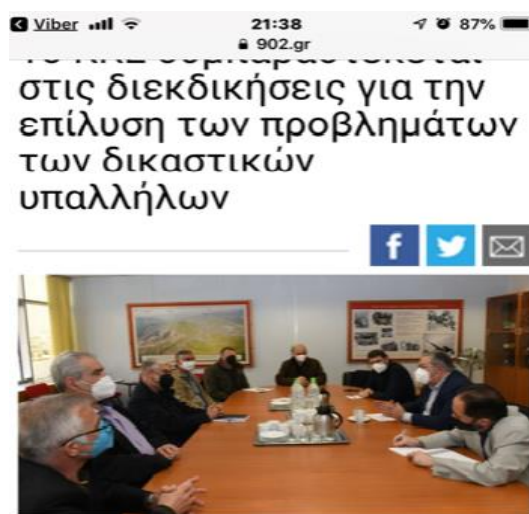 Viber 21:38 87%
902.gr
στις διεκδικήσεις για την
επίλυση των προβλημάτων
των δικαστικών
υπαλλήλων
f